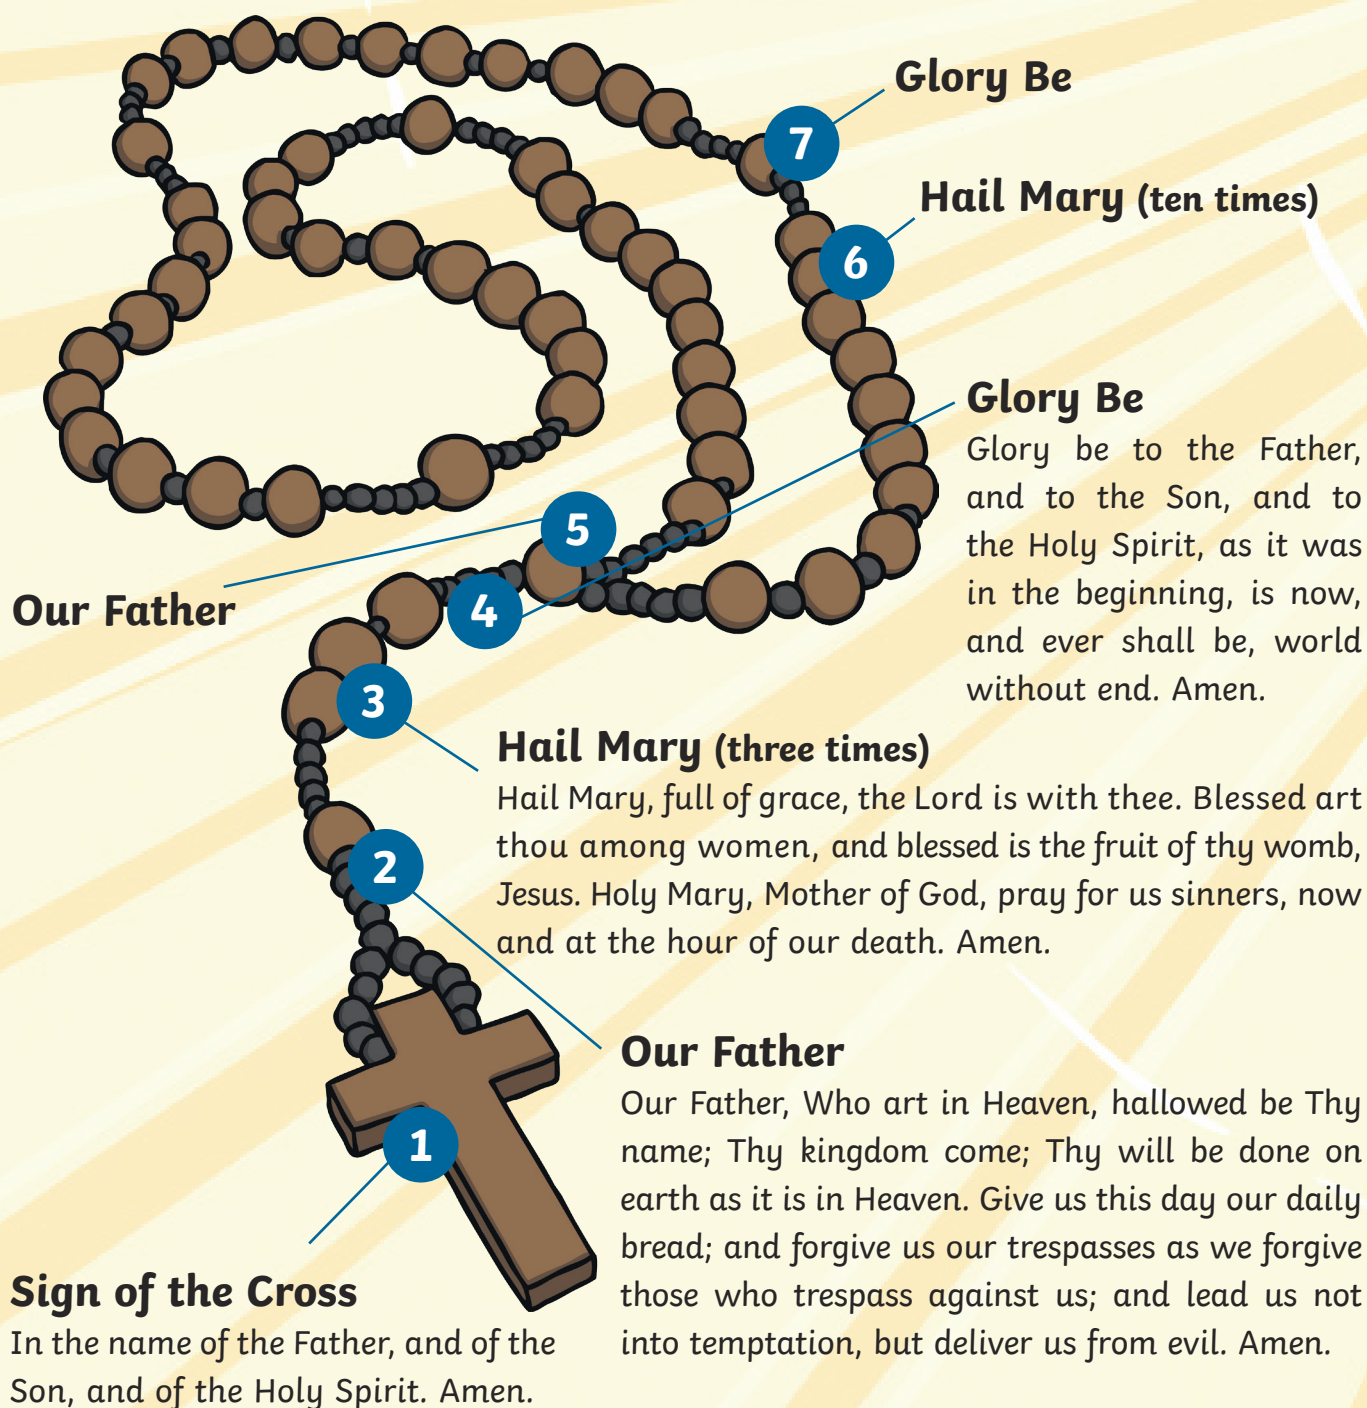 Glory Be
7
Hail Mary (ten times)
6
Glory Be
Glory be to the Father,
and to the Son, and to
the Holy Spirit, as it was
in the beginning, is now,
and ever shall be, world
without end. Amen.
5
4
Our Father
3
Hail Mary (three times)
Hail Mary, full of grace, the Lord is with thee. Blessed art
thou among women, and blessed is the fruit of thy womb,
Jesus. Holy Mary, Mother of God, pray for us sinners, now
and at the hour of our death. Amen.
2
Our Father
Our Father, Who art in Heaven, hallowed be Thy
name; Thy kingdom come; Thy will be done on
earth as it is in Heaven. Give us this day our daily
bread; and forgive us our trespasses as we forgive
those who trespass against us; and lead us not
into temptation, but deliver us from evil. Amen.
1
Sign of the Cross
In the name of the Father, and of the
Son, and of the Holy Spirit. Amen.